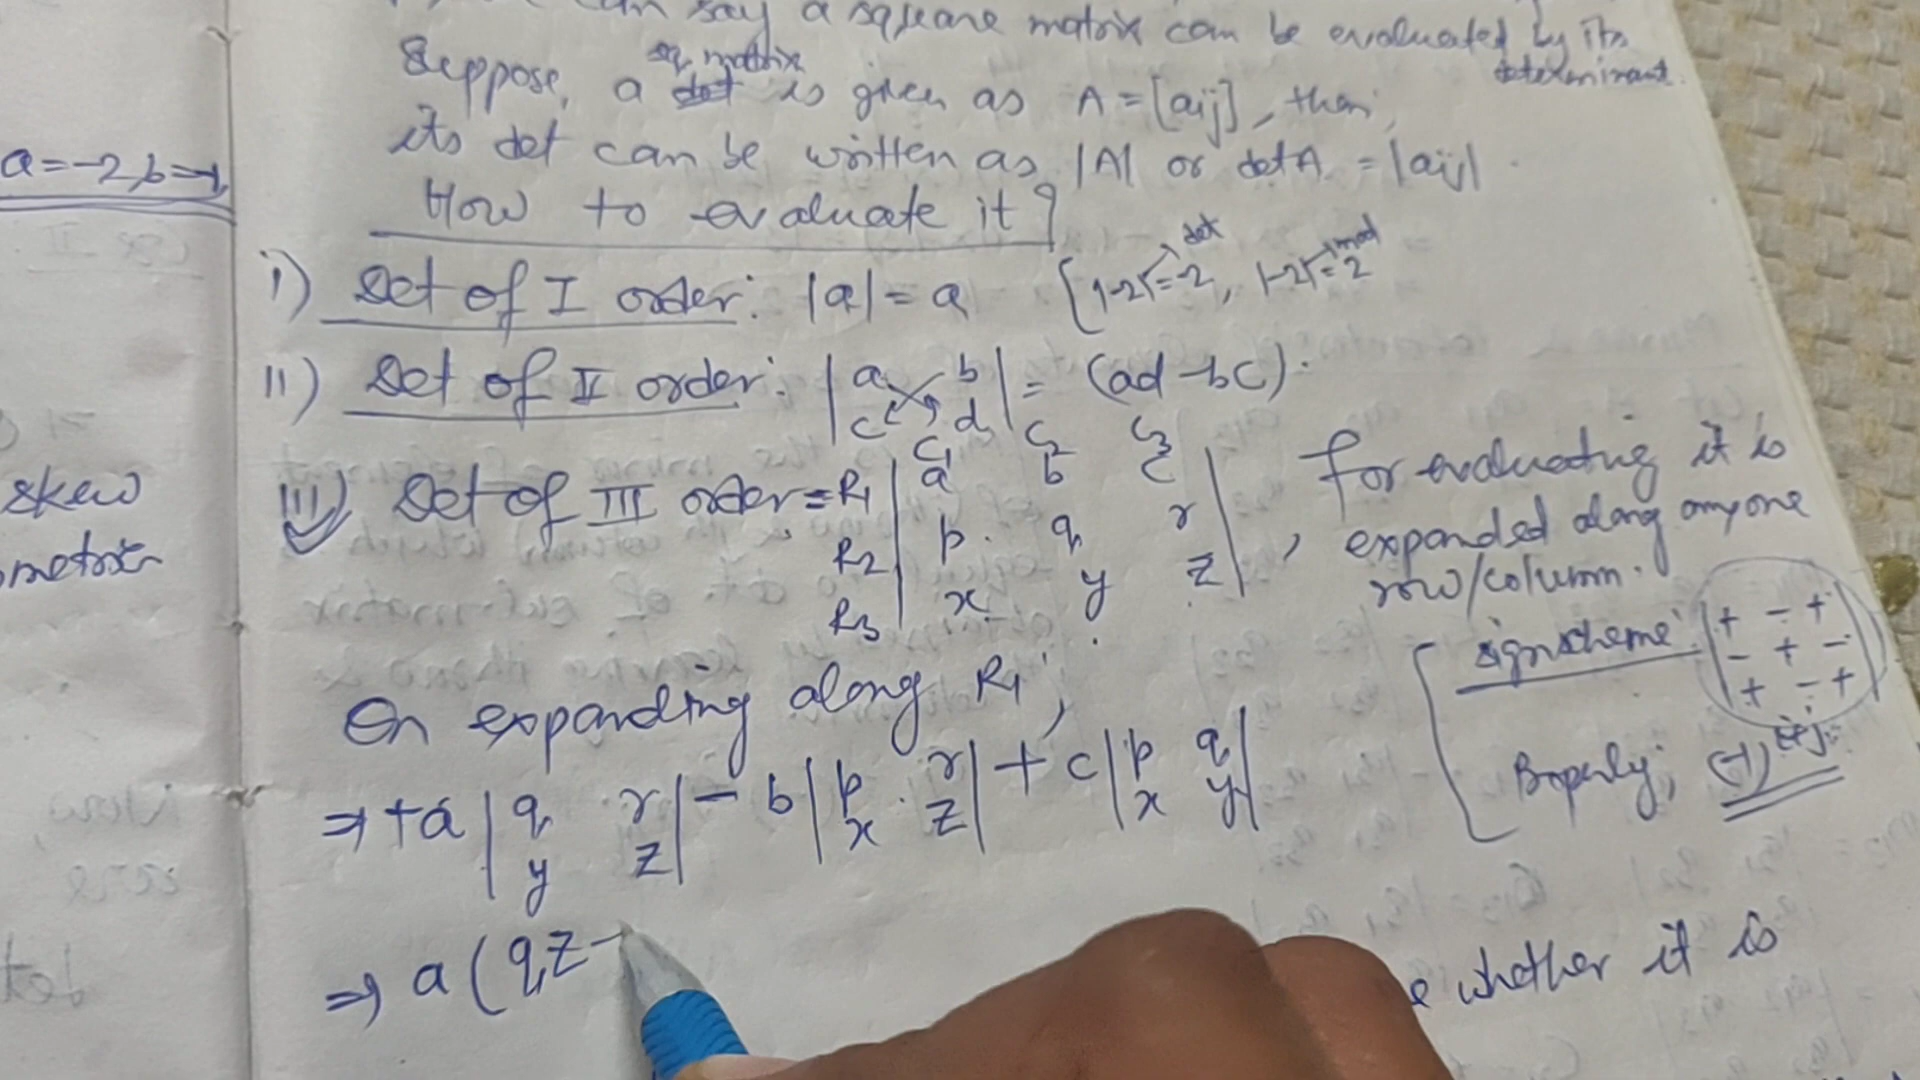 can say a square matrix can be evaluated by its
determinant.
Suppose, a sq. matrix is given as A = [aij], then,
its det can be written as |A| or det A = |aij|.
How to evaluate it?
i) Det of I order: |a| = a [|-2| = -2, |-2| = 2
det mod
II) Det of II order: |a b| = (ad - bc).
c d
C1 C2 C3
III) Det of III order = R1 | a b c |
R2 | p q r |,
R3 | x y z |
For evaluating it is
expanded along any one
row/column.
sign scheme:
+ - +
- + -
+ - +
Properly; (-1)^i+j
On expanding along R1,
⇒ +a |q r| - b |p r| + c |p q|
y z x z x y
⇒ a (qz -
whether it is
a = -2, b = -1
skew